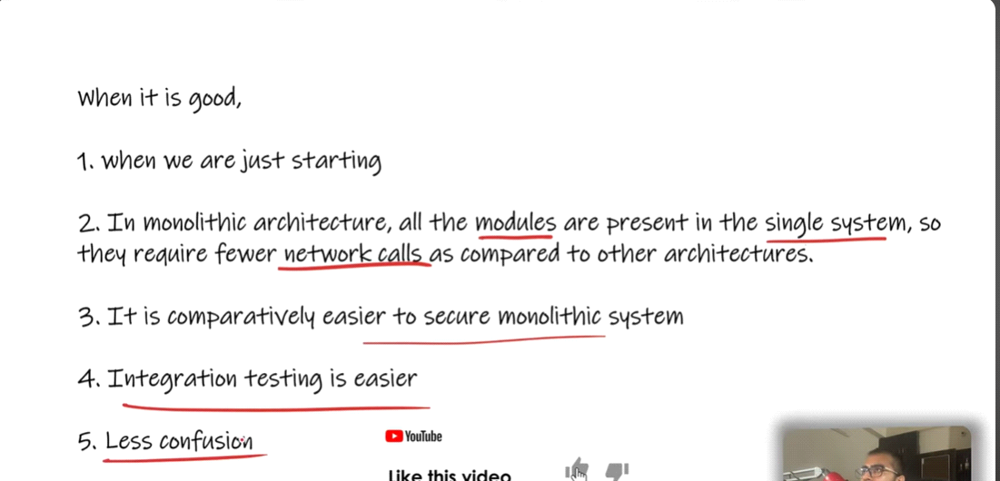 When it is good,
1. when we are just starting
2. In monolithic architecture, all the modules are present in the single system, so
they require fewer network calls as compared to other architectures.
3. It is comparatively easier to secure monolithic system
4. Integration testing is easier
5. Less confusion
YouTube
Like this video